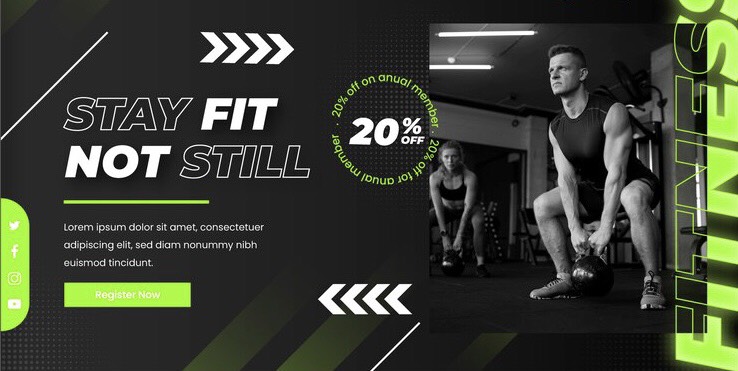 STAY FIT
NOT STILL
Lorem ipsum dolor sit amet, consectetuer
adipiscing elit, sed diam nonummy nibh
euismod tincidunt.
Register Now
20% off on anual member
20% off for anual member
20%
OFF
FITNESS
FITNESS